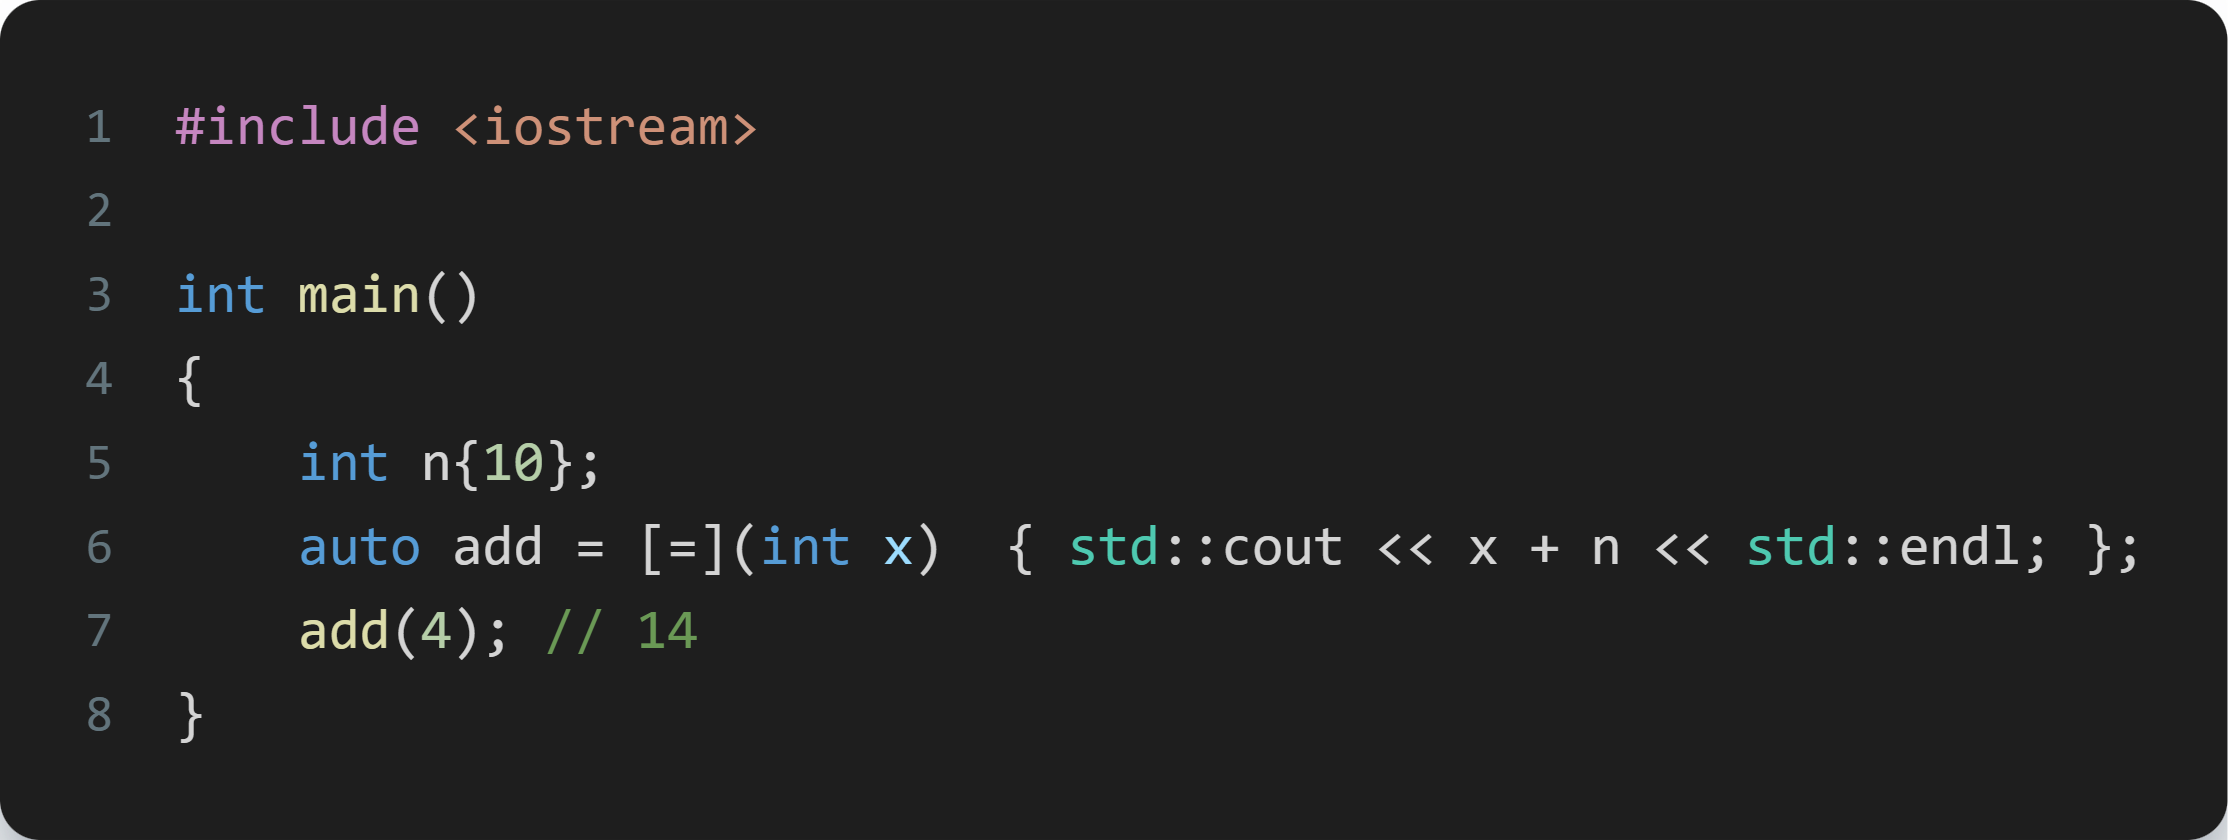 1 #include <iostream>
2
3 int main()
4 {
5     int n{10};
6     auto add = [=](int x)  { std::cout << x + n << std::endl; };
7     add(4); // 14
8 }